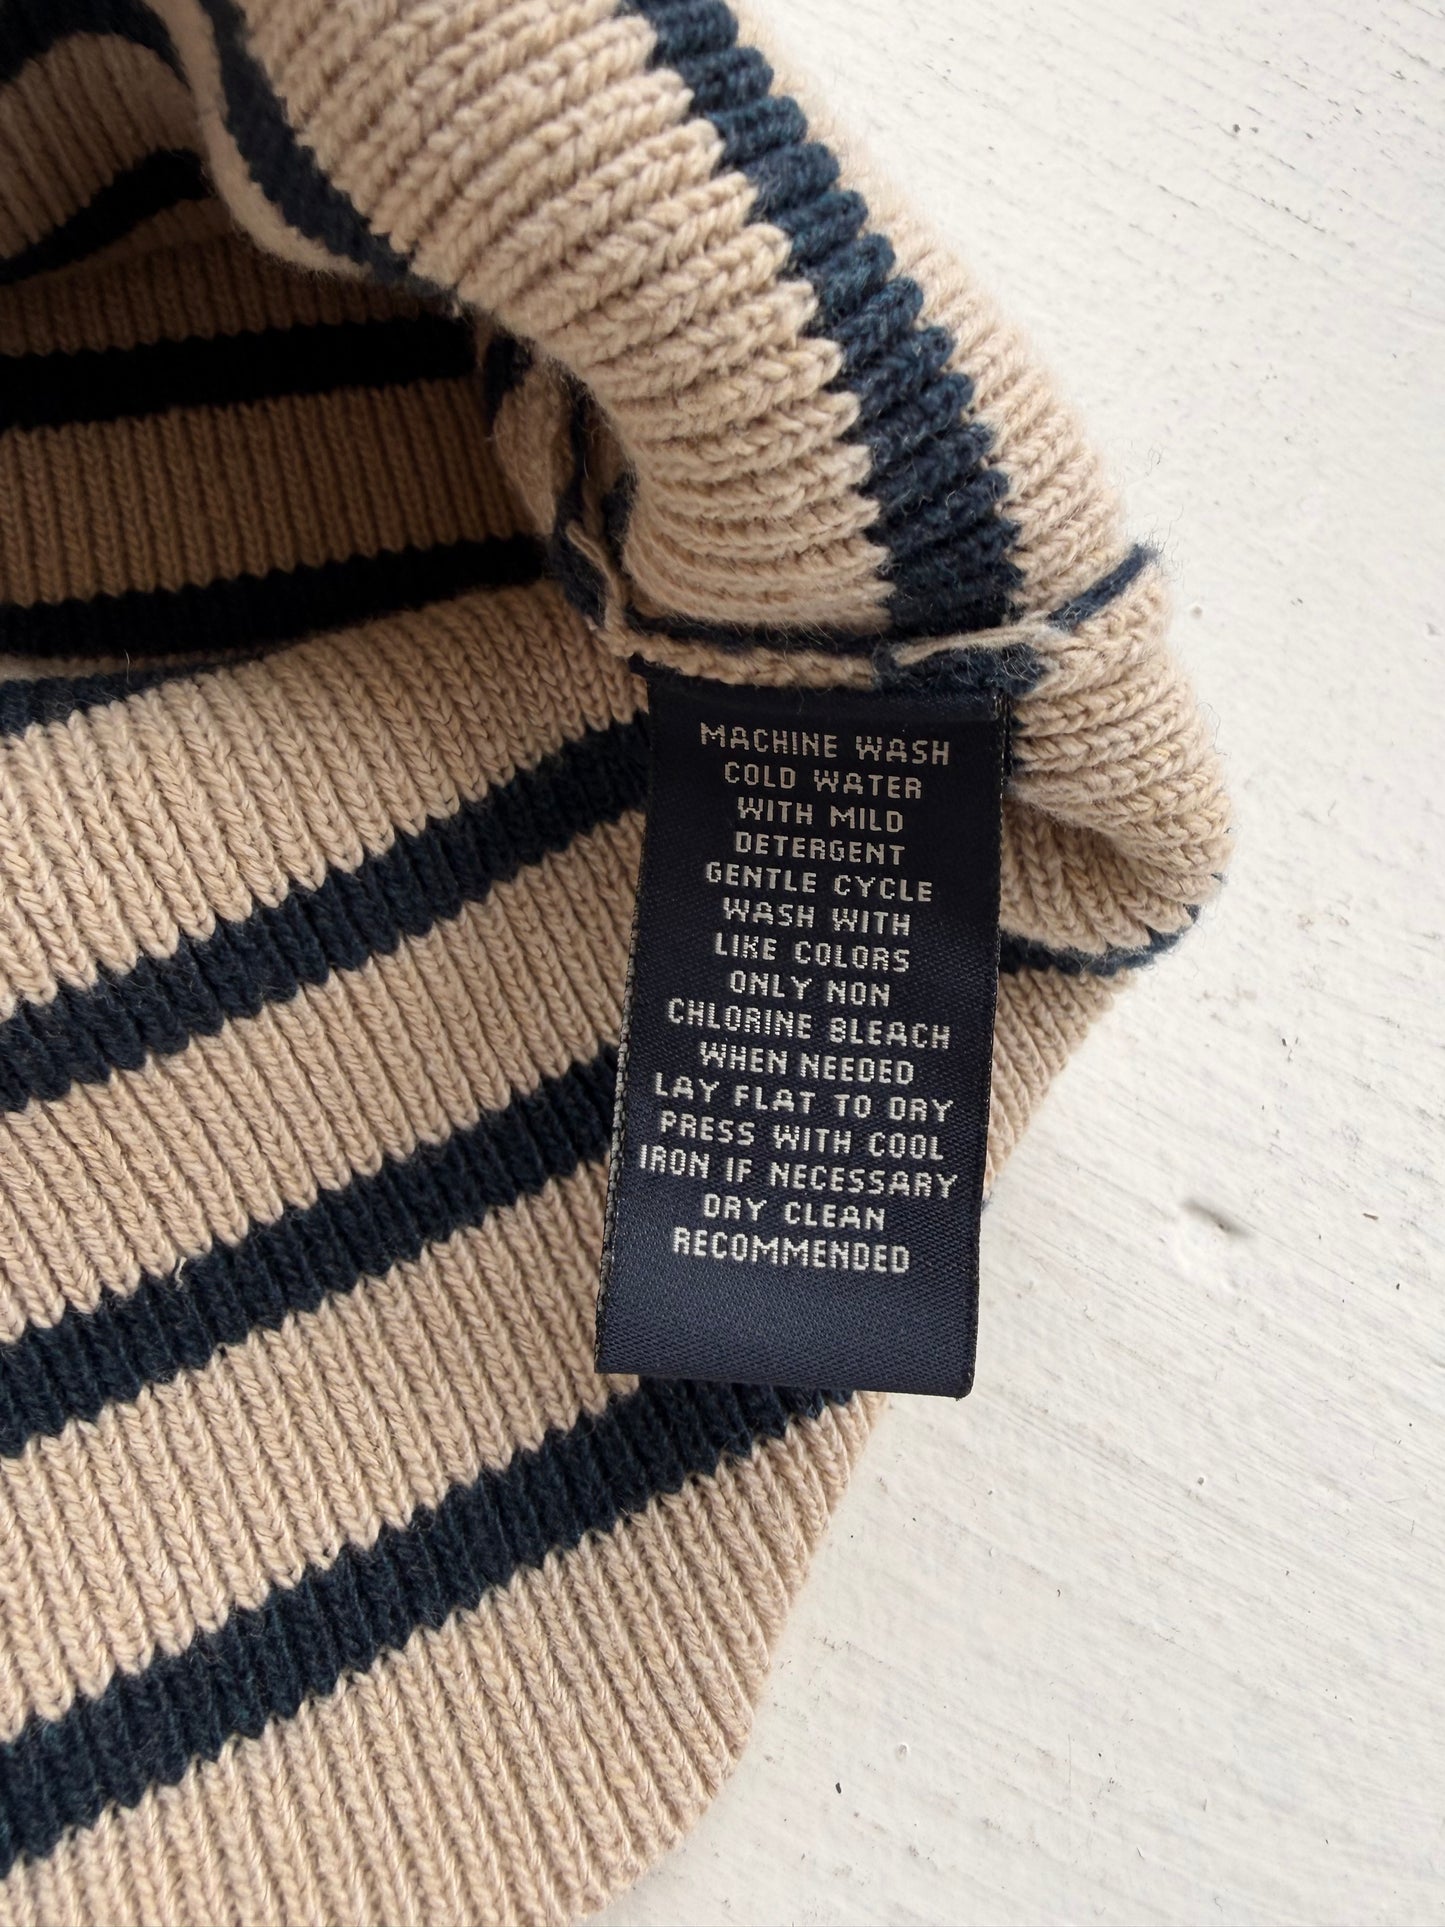 MACHINE WASH
COLD WATER
WITH MILD
DETERGENT
GENTLE CYCLE
WASH WITH
LIKE COLORS
ONLY NON
CHLORINE BLEACH
WHEN NEEDED
LAY FLAT TO DRY
PRESS WITH COOL
IRON IF NECESSARY
DRY CLEAN
RECOMMENDED